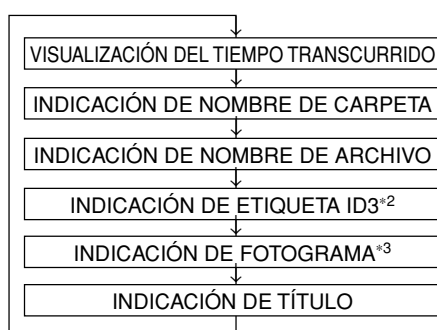 VISUALIZACIÓN DEL TIEMPO TRANSCURRIDO
INDICACIÓN DE NOMBRE DE CARPETA
INDICACIÓN DE NOMBRE DE ARCHIVO
INDICACIÓN DE ETIQUETA ID3*2
INDICACIÓN DE FOTOGRAMA*3
INDICACIÓN DE TÍTULO